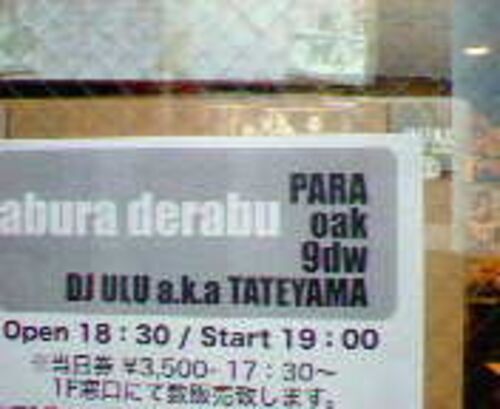 abura derabu
PARA
oak
9dw
DJ ULU a.k.a TATEYAMA
Open 18:30 / Start 19:00
※当日券 ¥3,500- 17:30〜
1F窓口にて数販売致します。